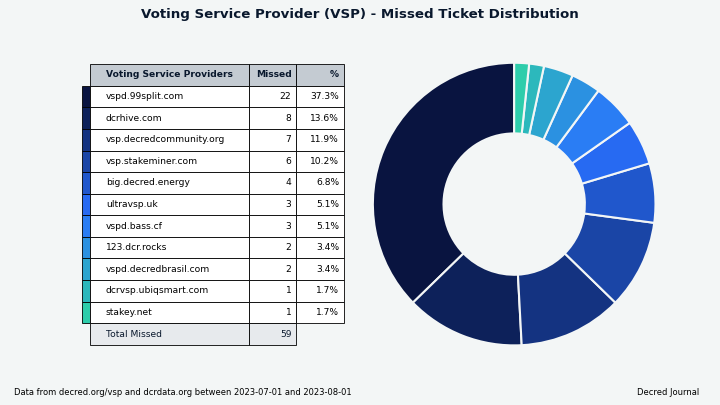 Voting Service Provider (VSP) - Missed Ticket Distribution
Voting Service Providers Missed %
vspd.99split.com 22 37.3%
dcrhive.com 8 13.6%
vsp.decredcommunity.org 7 11.9%
vsp.stakeminer.com 6 10.2%
big.decred.energy 4 6.8%
ultravsp.uk 3 5.1%
vspd.bass.cf 3 5.1%
123.dcr.rocks 2 3.4%
vspd.decredbrasil.com 2 3.4%
dcrvsp.ubiqsmart.com 1 1.7%
stakey.net 1 1.7%
Total Missed 59
Data from decred.org/vsp and dcrdata.org between 2023-07-01 and 2023-08-01
Decred Journal